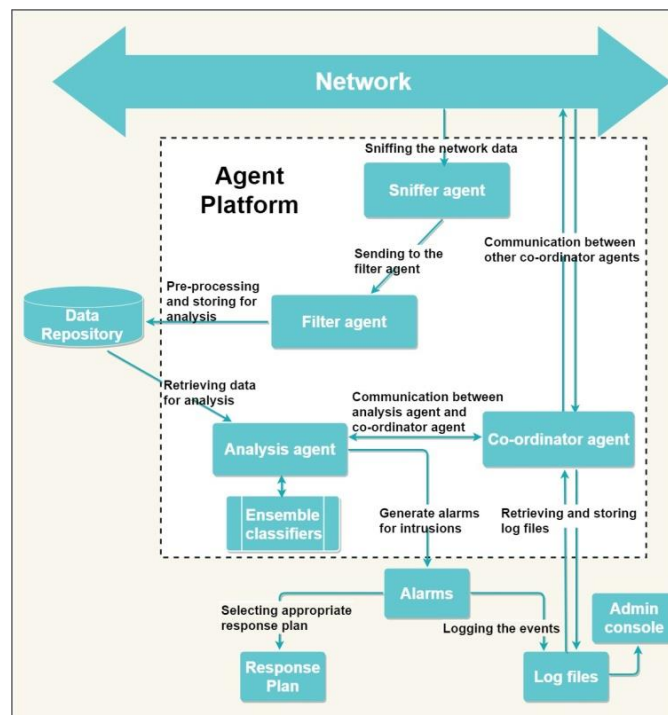 Network
Sniffing the network data
Agent
Platform
Sniffer agent
Sending to the
filter agent
Communication between
other co-ordinator agents
Pre-processing
and storing for
analysis
Data
Repository
Filter agent
Retrieving data
for analysis
Communication between
analysis agent and
co-ordinator agent
Analysis agent
Co-ordinator agent
Ensemble
classifiers
Generate alarms
for intrusions
Retrieving and storing
log files
Alarms
Selecting appropriate
response plan
Logging the events
Admin
console
Response
Plan
Log files